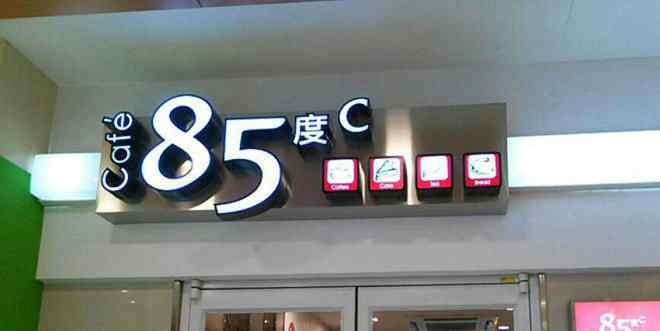 Café
85度C
Coffee Cake Tea Bread
85℃